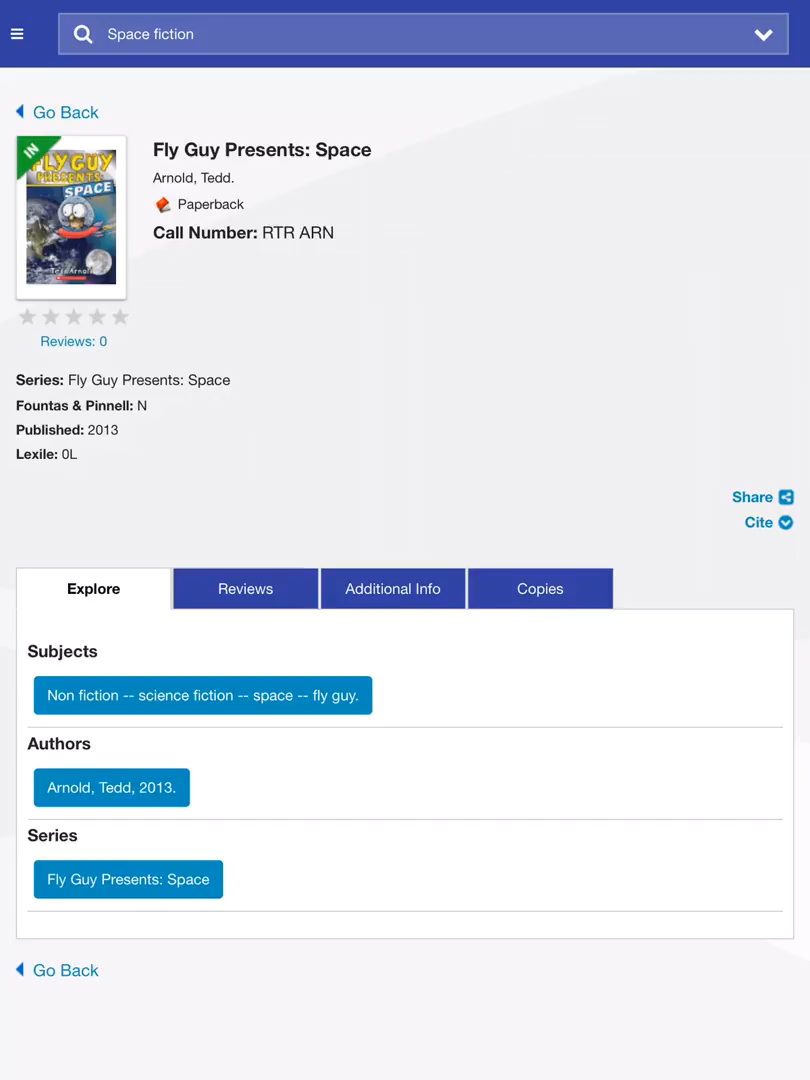 Space fiction
Go Back
IN
FLY GUY
PRESENTS:
SPACE
Tedd Arnold
Fly Guy Presents: Space
Arnold, Tedd.
Paperback
Call Number: RTR ARN
Reviews: 0
Series: Fly Guy Presents: Space
Fountas & Pinnell: N
Published: 2013
Lexile: 0L
Share
Cite
Explore
Reviews
Additional Info
Copies
Subjects
Non fiction -- science fiction -- space -- fly guy.
Authors
Arnold, Tedd, 2013.
Series
Fly Guy Presents: Space
Go Back